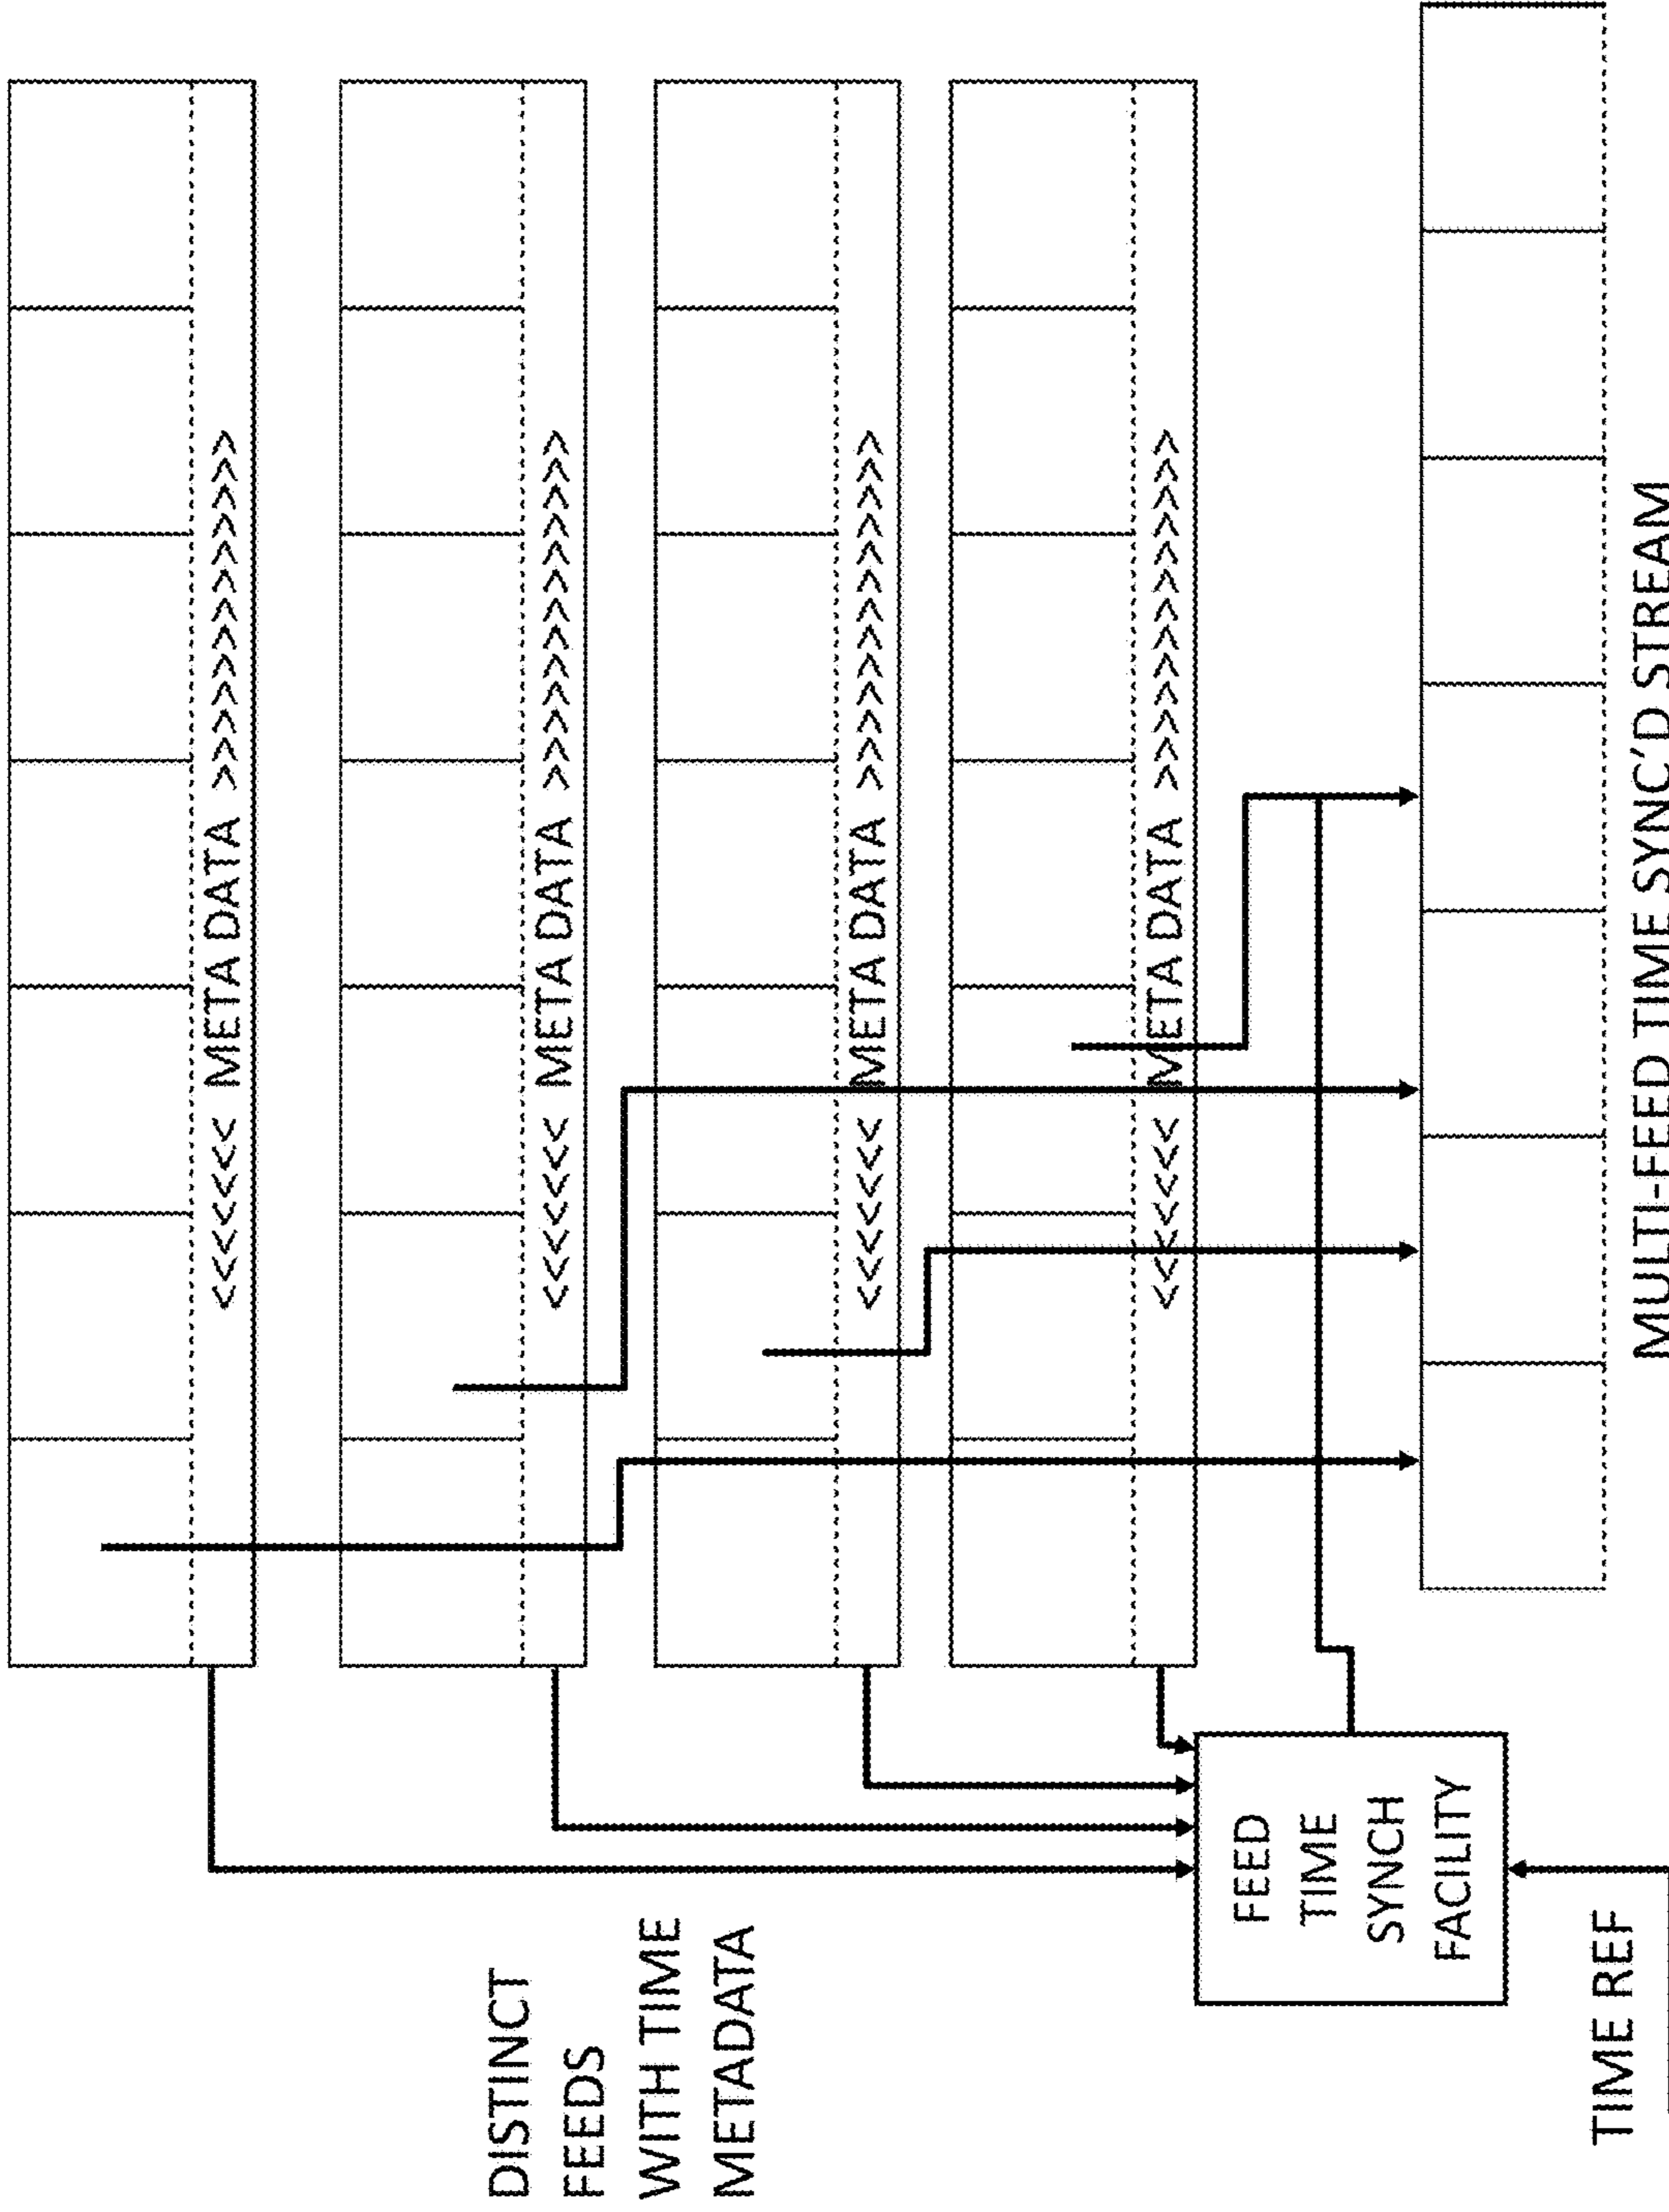 <<<<<<< META DATA >>>>>>>>>>>>>
<<<<<<< META DATA >>>>>>>>>>>>>
<<<<<<< META DATA >>>>>>>>>>>>>
<<<<<<< META DATA >>>>>>>>>>>>>
DISTINCT
FEEDS
WITH TIME
METADATA
FEED
TIME
SYNCH
FACILITY
TIME REF
MULTI-FEED TIME SYNC'D STREAM